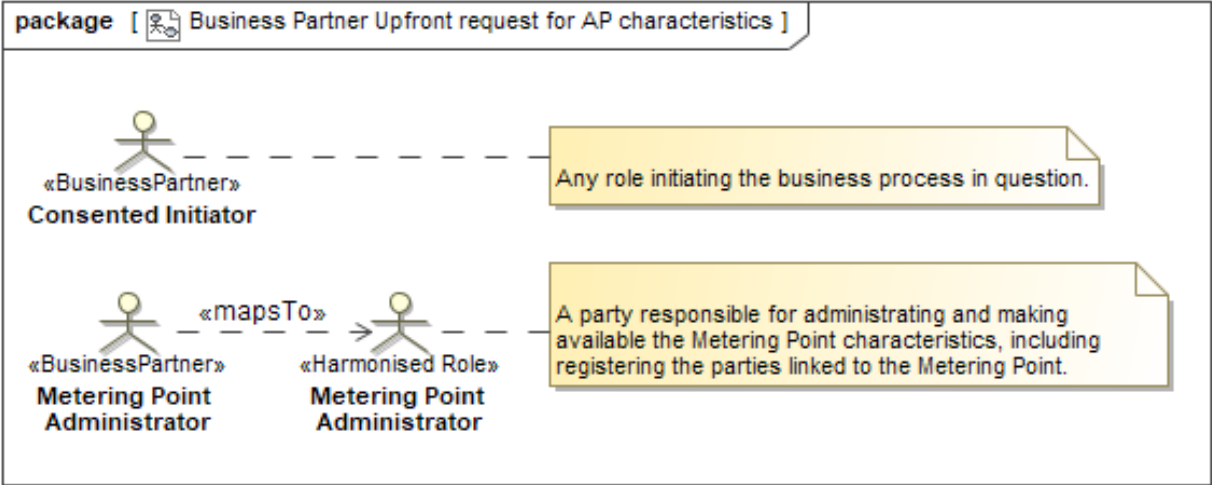 package [ Business Partner Upfront request for AP characteristics ]
«BusinessPartner»
Consented Initiator
Any role initiating the business process in question.
«mapsTo»
«BusinessPartner»
Metering Point
Administrator
«Harmonised Role»
Metering Point
Administrator
A party responsible for administrating and making
available the Metering Point characteristics, including
registering the parties linked to the Metering Point.